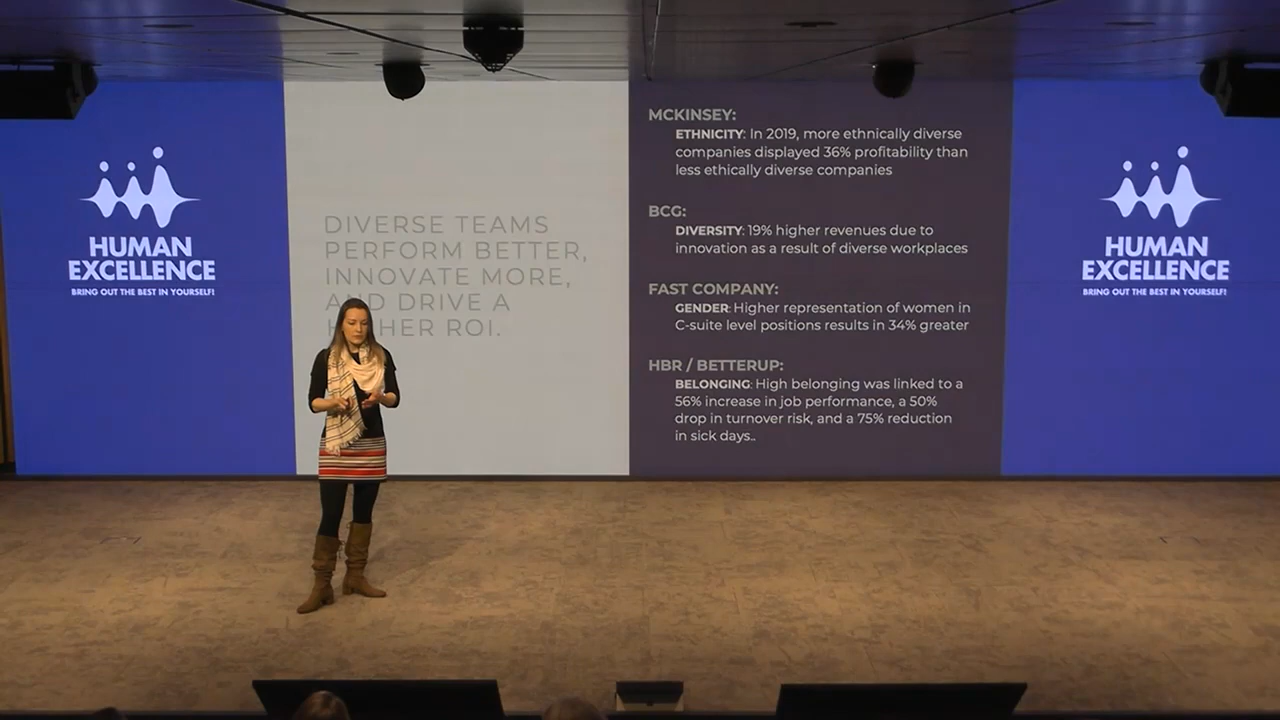 HUMAN
EXCELLENCE
BRING OUT THE BEST IN YOURSELF!
DIVERSE TEAMS
PERFORM BETTER,
INNOVATE MORE,
AND DRIVE A
HER ROI.
MCKINSEY:
ETHNICITY: In 2019, more ethnically diverse
companies displayed 36% profitability than
less ethically diverse companies
BCG:
DIVERSITY: 19% higher revenues due to
innovation as a result of diverse workplaces
FAST COMPANY:
GENDER: Higher representation of women in
C-suite level positions results in 34% greater
HBR / BETTERUP:
BELONGING: High belonging was linked to a
56% increase in job performance, a 50%
drop in turnover risk, and a 75% reduction
in sick days..
HUMAN
EXCELLENCE
BRING OUT THE BEST IN YOURSELF!